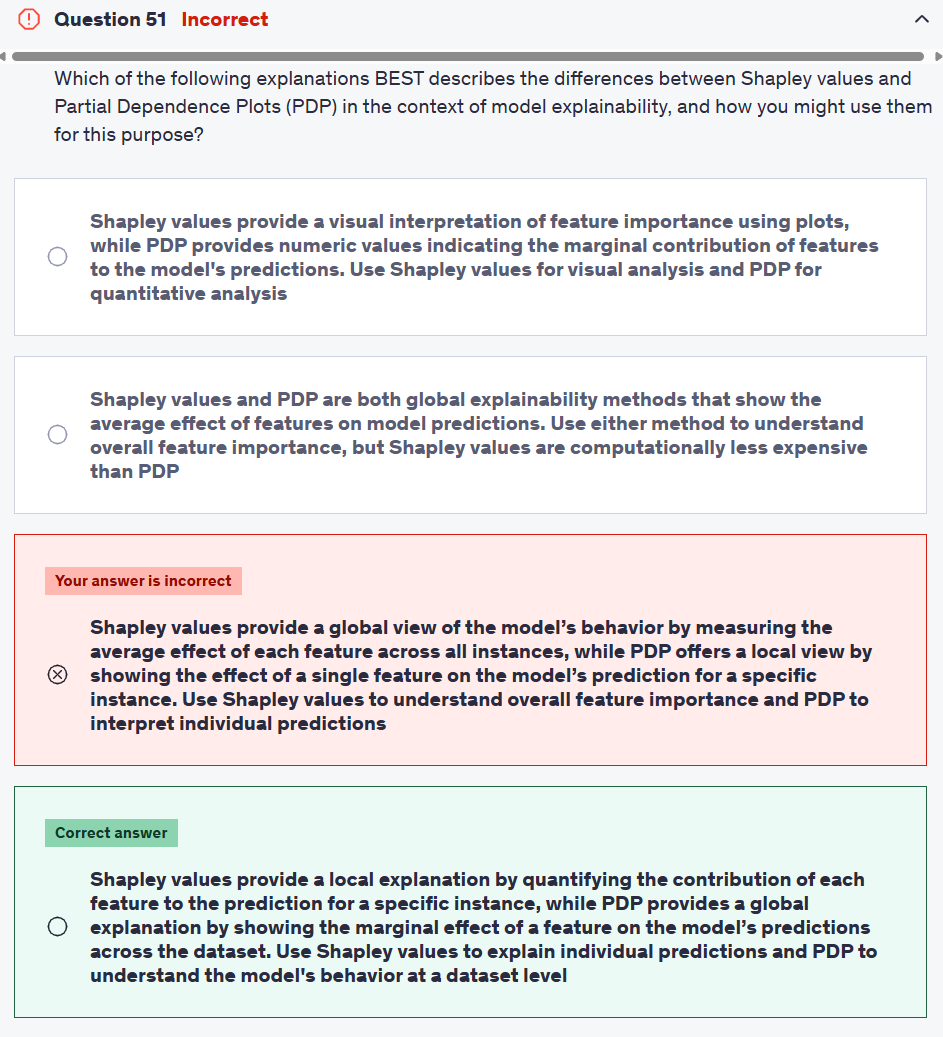 Question 51 Incorrect
Which of the following explanations BEST describes the differences between Shapley values and
Partial Dependence Plots (PDP) in the context of model explainability, and how you might use them
for this purpose?
Shapley values provide a visual interpretation of feature importance using plots,
while PDP provides numeric values indicating the marginal contribution of features
to the model's predictions. Use Shapley values for visual analysis and PDP for
quantitative analysis
Shapley values and PDP are both global explainability methods that show the
average effect of features on model predictions. Use either method to understand
overall feature importance, but Shapley values are computationally less expensive
than PDP
Your answer is incorrect
Shapley values provide a global view of the model’s behavior by measuring the
average effect of each feature across all instances, while PDP offers a local view by
showing the effect of a single feature on the model’s prediction for a specific
instance. Use Shapley values to understand overall feature importance and PDP to
interpret individual predictions
Correct answer
Shapley values provide a local explanation by quantifying the contribution of each
feature to the prediction for a specific instance, while PDP provides a global
explanation by showing the marginal effect of a feature on the model’s predictions
across the dataset. Use Shapley values to explain individual predictions and PDP to
understand the model's behavior at a dataset level